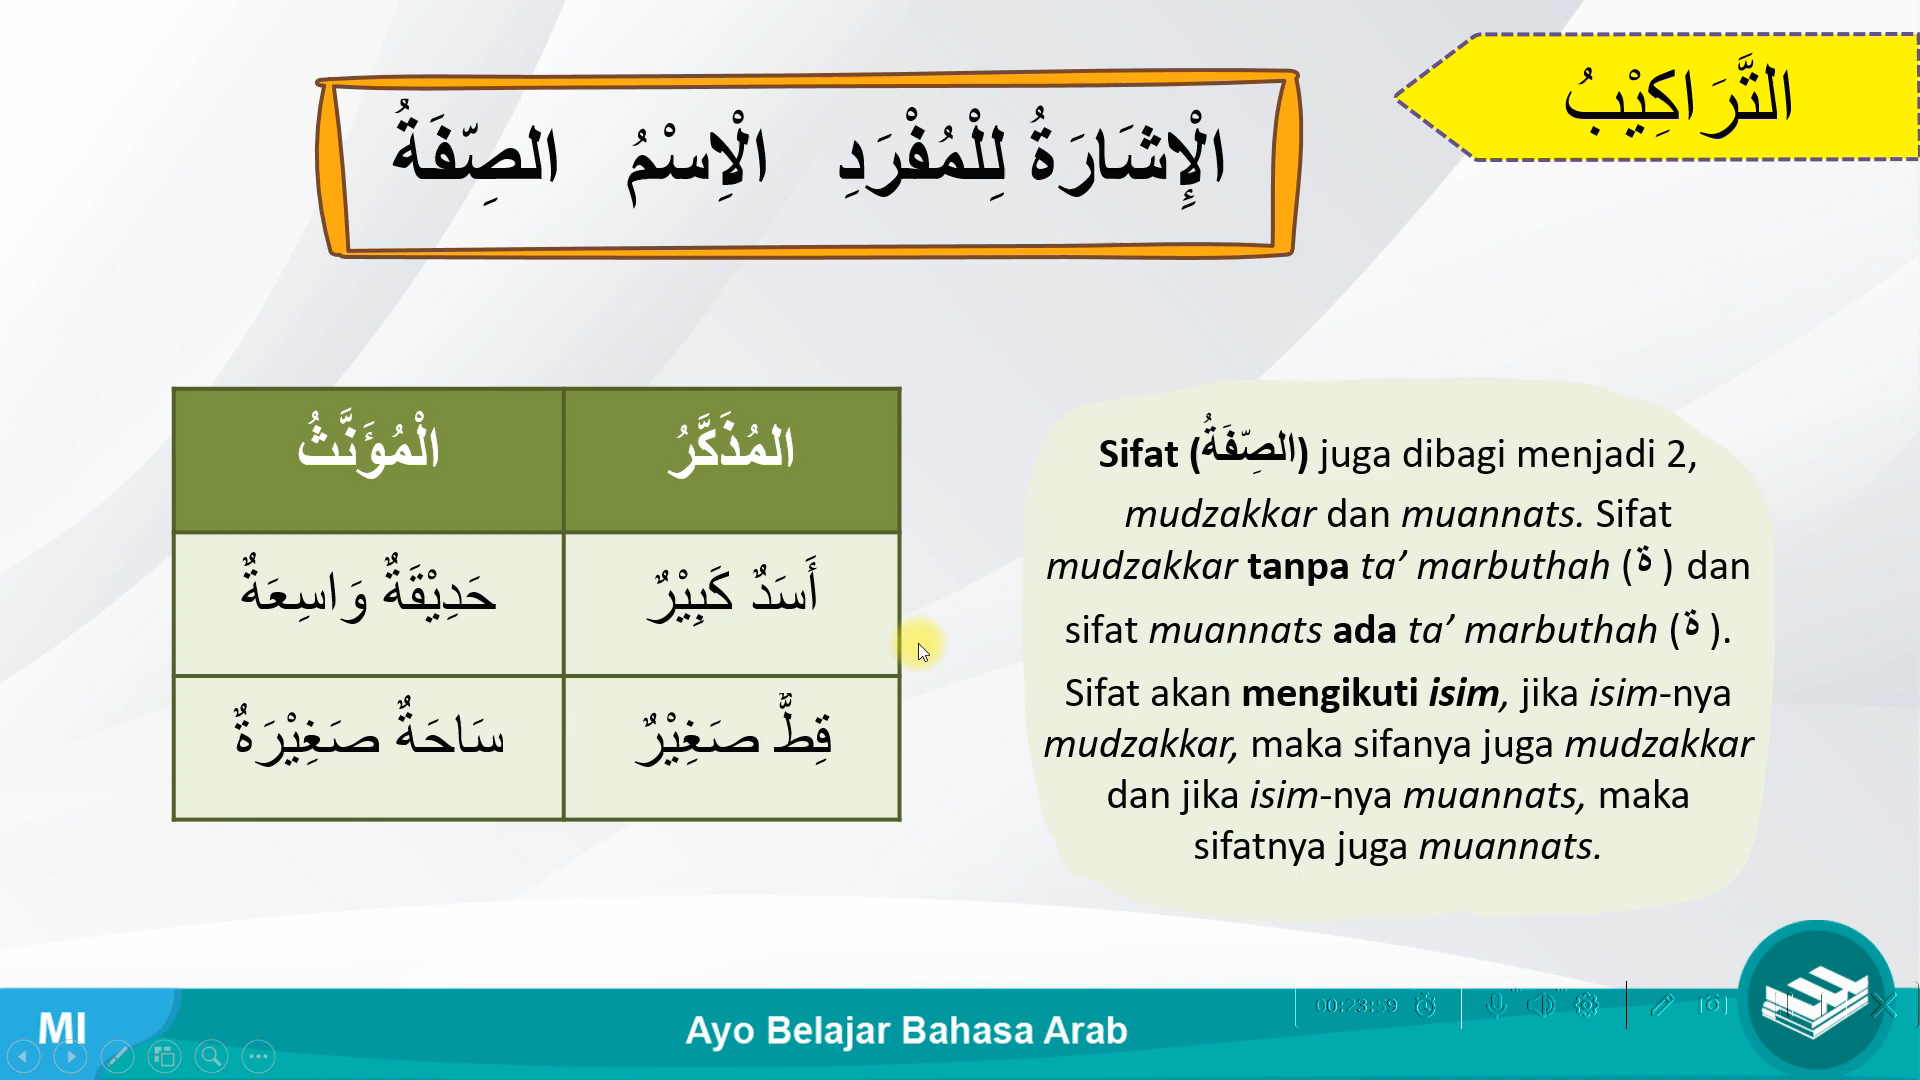 التَّرَاكِيْبُ
الْإِشَارَةُ لِلْمُفْرَدِ الْاِسْمُ الصِّفَةُ
المُذَكَّرُ الْمُؤَنَّثُ
أَسَدٌ كَبِيْرٌ حَدِيْقَةٌ وَاسِعَةٌ
قِطٌّ صَغِيْرٌ سَاحَةٌ صَغِيْرَةٌ
Sifat (الصِّفَةُ) juga dibagi menjadi 2,
mudzakkar dan muannats. Sifat
mudzakkar tanpa ta’ marbuthah (ة ) dan
sifat muannats ada ta’ marbuthah (ة ).
Sifat akan mengikuti isim, jika isim-nya
mudzakkar, maka sifanya juga mudzakkar
dan jika isim-nya muannats, maka
sifatnya juga muannats.
00:23:59
MI
Ayo Belajar Bahasa Arab